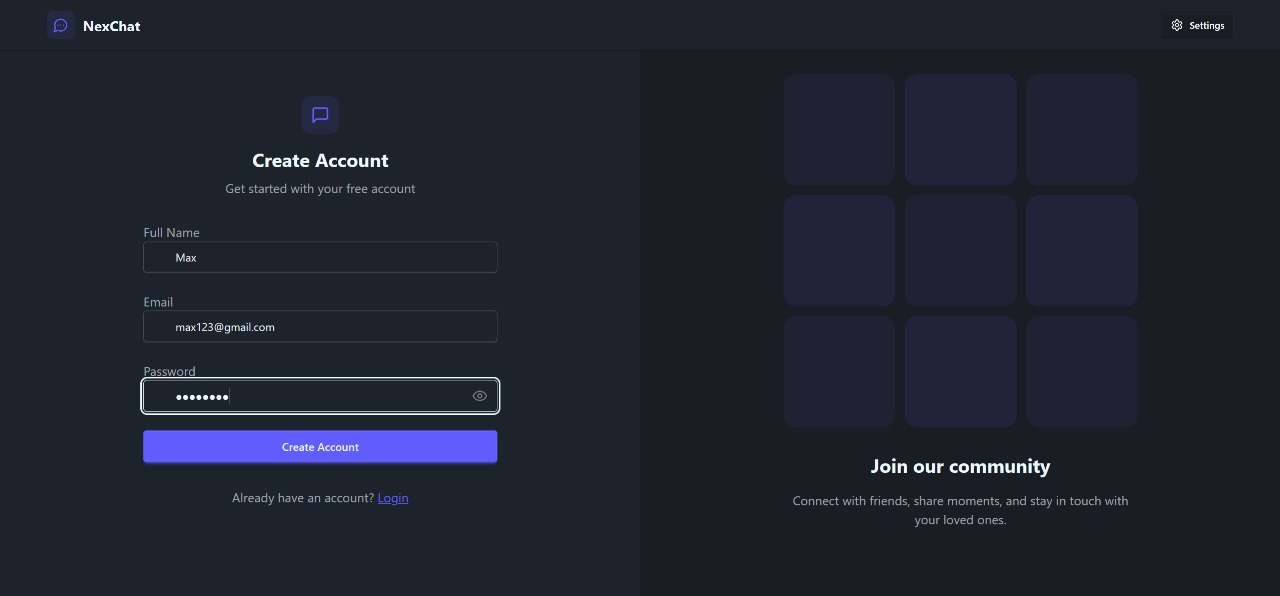 NexChat
Settings
Create Account
Get started with your free account
Full Name
Max
Email
max123@gmail.com
Password
••••••••
Create Account
Already have an account? Login
Join our community
Connect with friends, share moments, and stay in touch with
your loved ones.